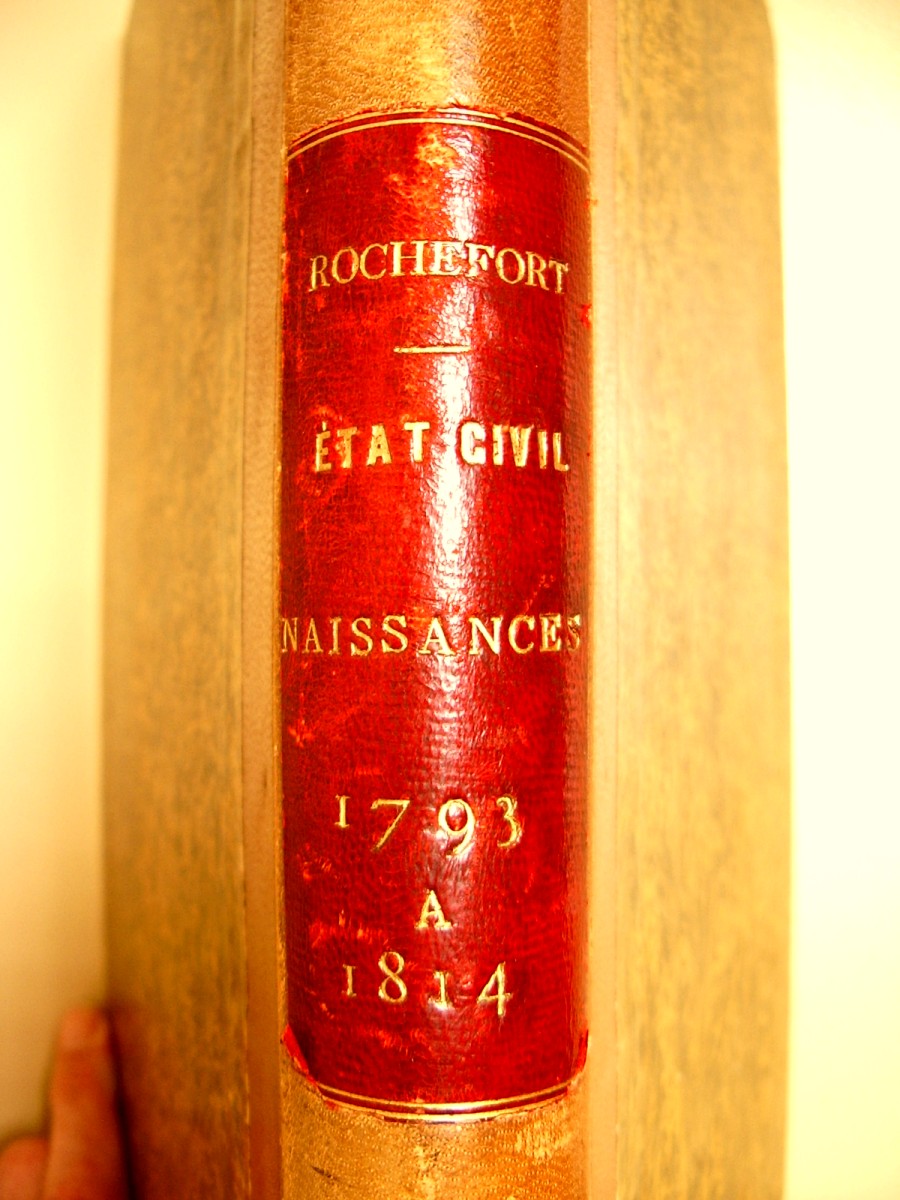 ROCHEFORT
ÉTAT CIVIL
NAISSANCES
1793
A
1814